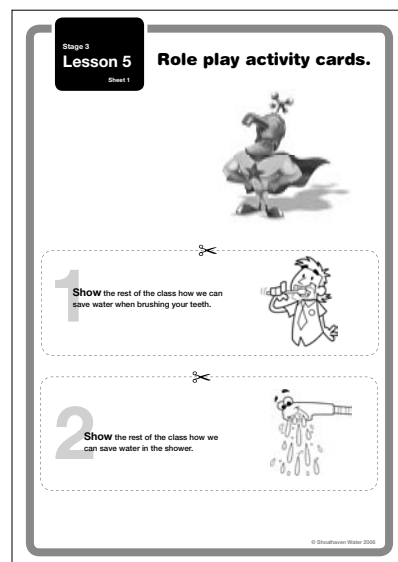 Stage 3
Lesson 5
Sheet 1
Role play activity cards.
1
Show the rest of the class how we can
save water when brushing your teeth.
2
Show the rest of the class how we
can save water in the shower.
© Shoalhaven Water 2006